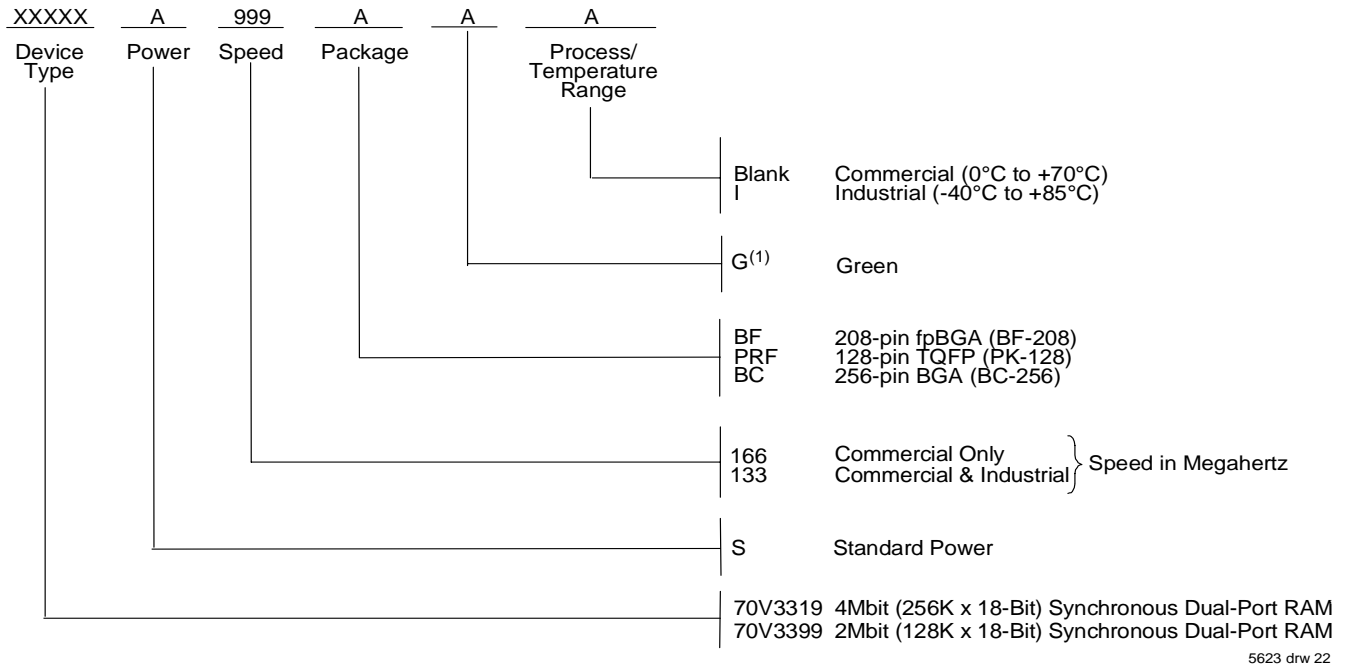 XXXXX A 999 A A A
Device Type Power Speed Package Process/ Temperature Range
Blank Commercial (0°C to +70°C)
I Industrial (-40°C to +85°C)
G(1) Green
BF 208-pin fpBGA (BF-208)
PRF 128-pin TQFP (PK-128)
BC 256-pin BGA (BC-256)
166 Commercial Only
133 Commercial & Industrial
Speed in Megahertz
S Standard Power
70V3319 4Mbit (256K x 18-Bit) Synchronous Dual-Port RAM
70V3399 2Mbit (128K x 18-Bit) Synchronous Dual-Port RAM
5623 drw 22